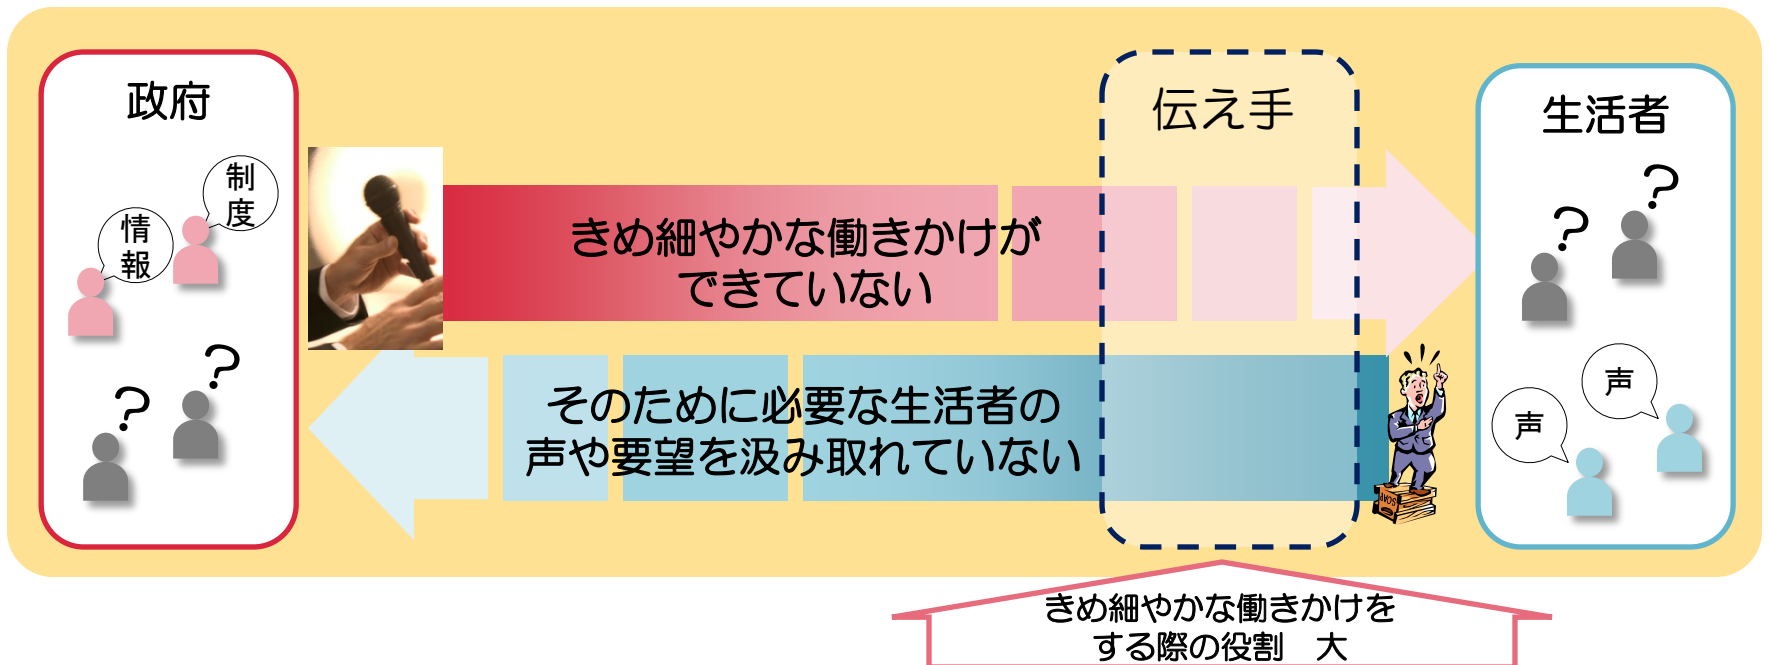 政府
制
度
情
報
?
?
きめ細やかな働きかけが
できていない
そのために必要な生活者の
声や要望を汲み取れていない
伝え手
生活者
?
?
声
声
SOAP
きめ細やかな働きかけを
する際の役割　大